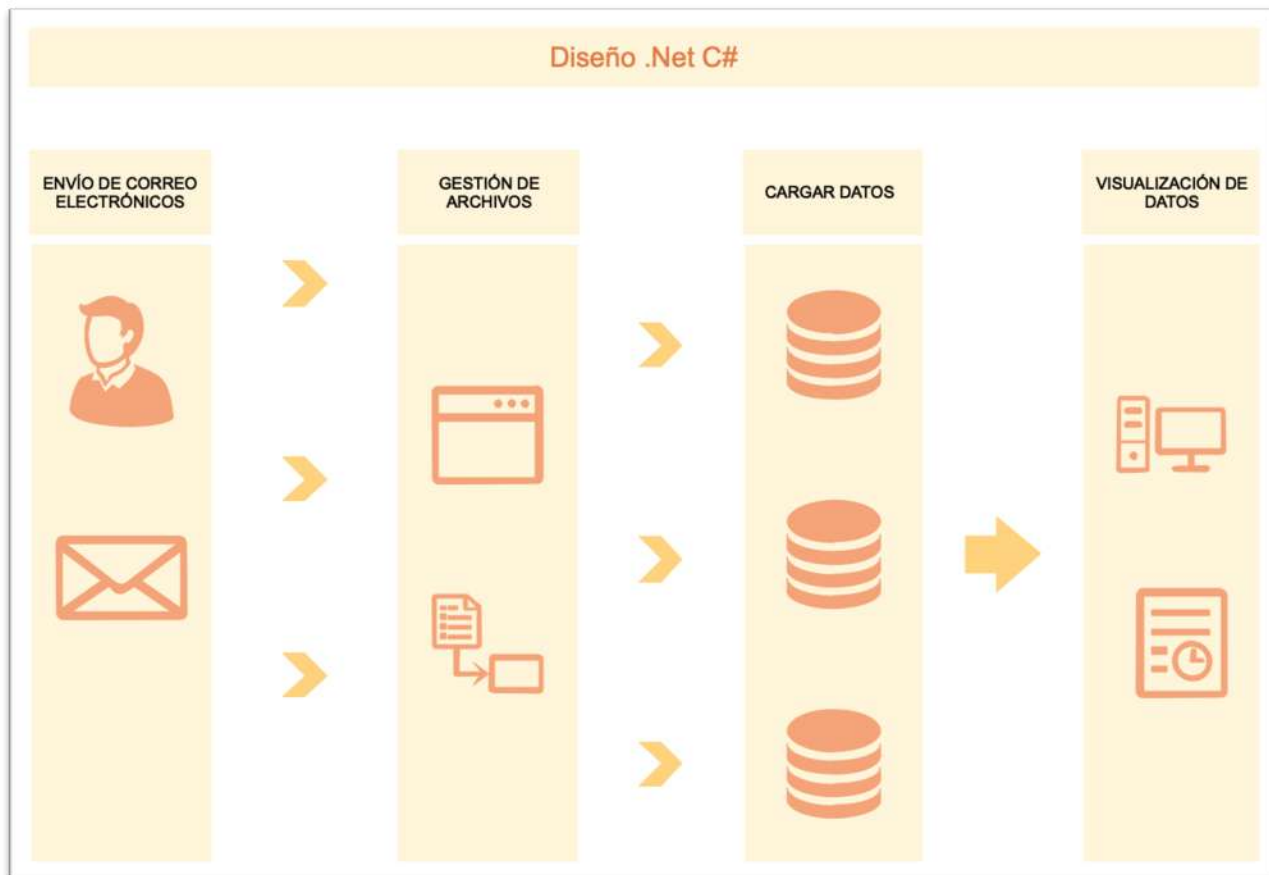 Diseño .Net C#
ENVÍO DE CORREO
ELECTRÓNICOS
GESTIÓN DE
ARCHIVOS
CARGAR DATOS
VISUALIZACIÓN DE
DATOS